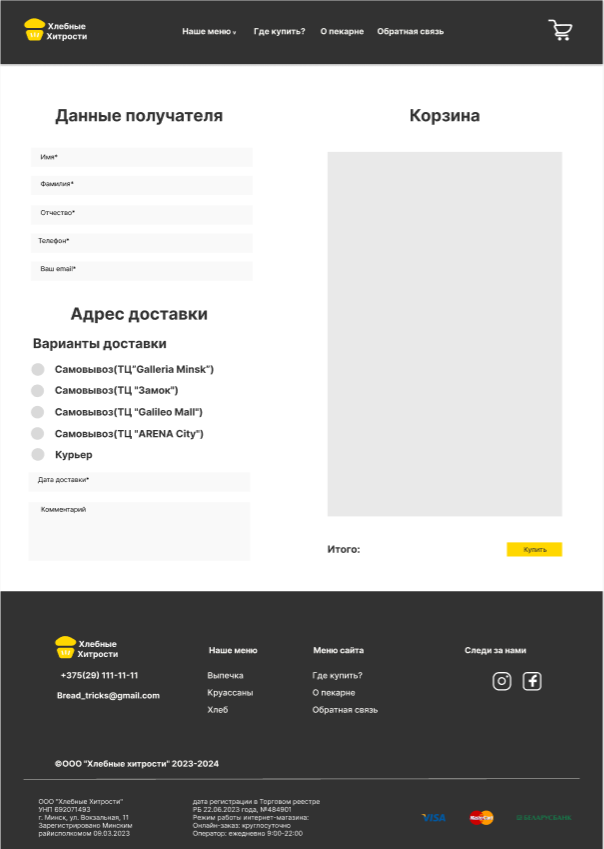 Хлебные
Хитрости
Наше меню
Где купить?
О пекарне
Обратная связь
Данные получателя
Корзина
Имя*
Фамилия*
Отчество*
Телефон*
Ваш email*
Адрес доставки
Варианты доставки
Самовывоз(ТЦ"Galleria Minsk")
Самовывоз(ТЦ "Замок")
Самовывоз(ТЦ "Galileo Mall")
Самовывоз(ТЦ "ARENA City")
Курьер
Дата доставки*
Комментарий
Итого:
Купить
Хлебные
Хитрости
+375(29) 111-11-11
Bread_tricks@gmail.com
Наше меню
Выпечка
Круассаны
Хлеб
Меню сайта
Где купить?
О пекарне
Обратная связь
Следи за нами
©ООО "Хлебные хитрости" 2023-2024
ООО "Хлебные Хитрости"
УНП 692071493
г. Минск, ул. Вокзальная, 11
Зарегистрировано Минским
райисполкомом 09.03.2023
дата регистрации в Торговом реестре
РБ 22.06.2023 года, №484901
Режим работы интернет-магазина:
Онлайн-заказ: круглосуточно
Оператор: ежедневно 9:00-22:00
VISA
MasterCard
БЕЛАРУСБАНК